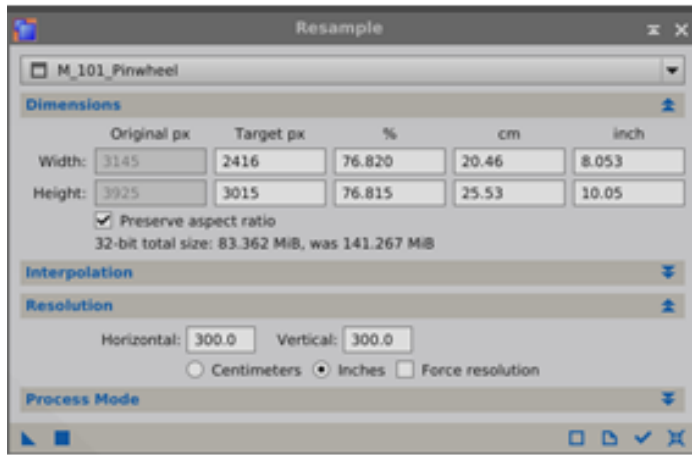 Resample
M_101_Pinwheel
Dimensions
Original px Target px % cm inch
Width: 3145 2416 76.820 20.46 8.053
Height: 3925 3015 76.815 25.53 10.05
Preserve aspect ratio
32-bit total size: 83.362 MiB, was 141.267 MiB
Interpolation
Resolution
Horizontal: 300.0 Vertical: 300.0
Centimeters Inches Force resolution
Process Mode